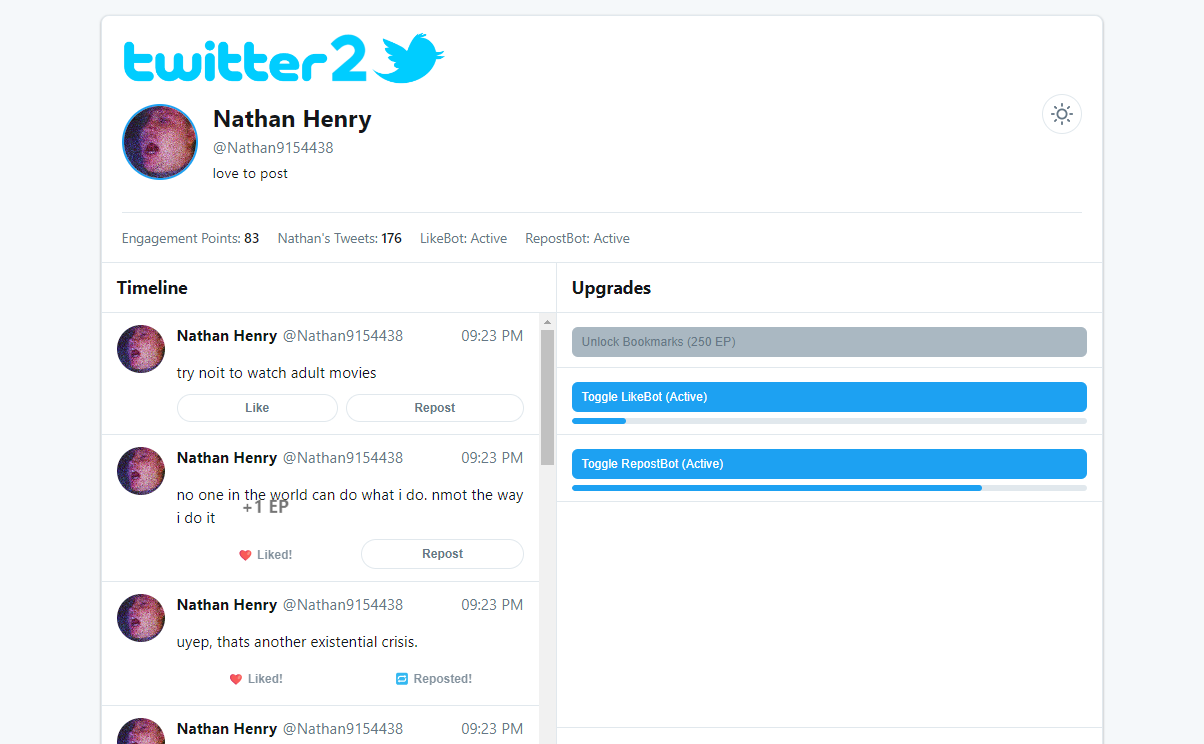 twitter2
Nathan Henry
@Nathan9154438
love to post
Engagement Points: 83 Nathan's Tweets: 176 LikeBot: Active RepostBot: Active
Timeline
Nathan Henry @Nathan9154438 09:23 PM
try noit to watch adult movies
Like Repost
Nathan Henry @Nathan9154438 09:23 PM
no one in the world can do what i do. nmot the way
i do it
+1 EP
Liked! Repost
Nathan Henry @Nathan9154438 09:23 PM
uyep, thats another existential crisis.
Liked! Reposted!
Nathan Henry @Nathan9154438 09:23 PM
Upgrades
Unlock Bookmarks (250 EP)
Toggle LikeBot (Active)
Toggle RepostBot (Active)